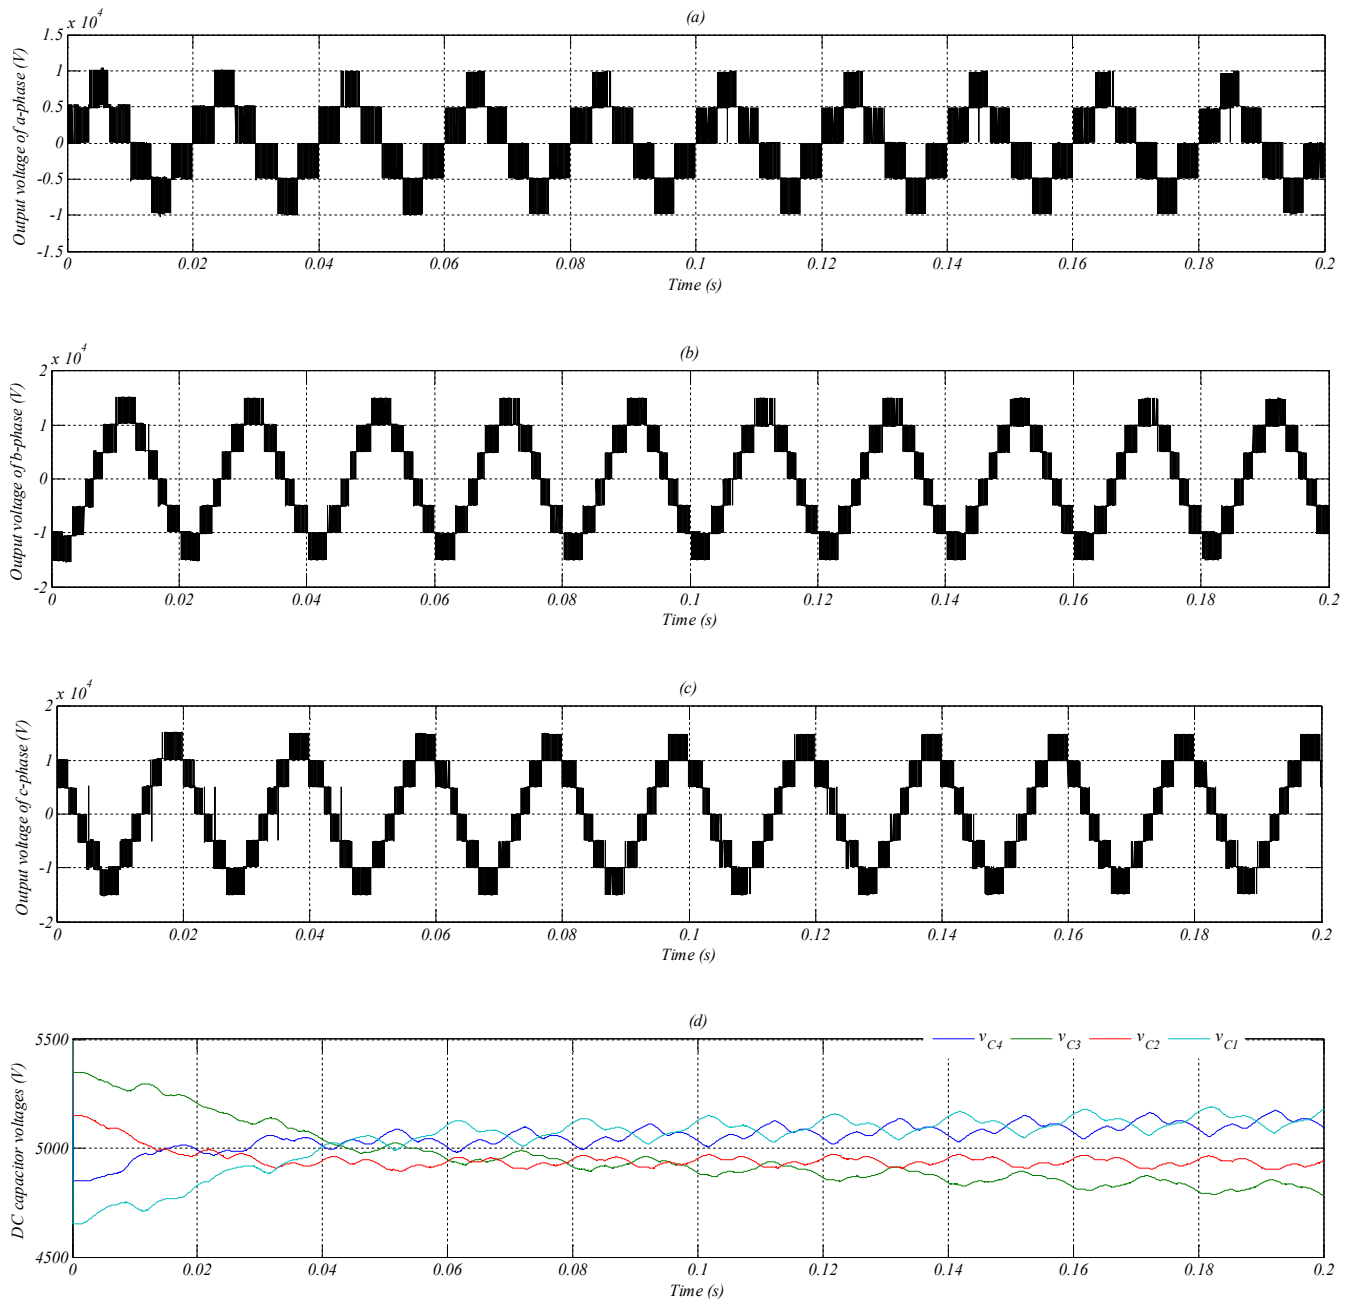 (a)
x 10^4
Output voltage of a-phase (V)
1.5
1
0.5
0
-0.5
-1
-1.5
0 0.02 0.04 0.06 0.08 0.1 0.12 0.14 0.16 0.18 0.2
Time (s)
(b)
x 10^4
Output voltage of b-phase (V)
2
1
0
-1
-2
0 0.02 0.04 0.06 0.08 0.1 0.12 0.14 0.16 0.18 0.2
Time (s)
(c)
x 10^4
Output voltage of c-phase (V)
2
1
0
-1
-2
0 0.02 0.04 0.06 0.08 0.1 0.12 0.14 0.16 0.18 0.2
Time (s)
(d)
v_C4 v_C3 v_C2 v_C1
DC capacitor voltages (V)
5500
5000
4500
0 0.02 0.04 0.06 0.08 0.1 0.12 0.14 0.16 0.18 0.2
Time (s)